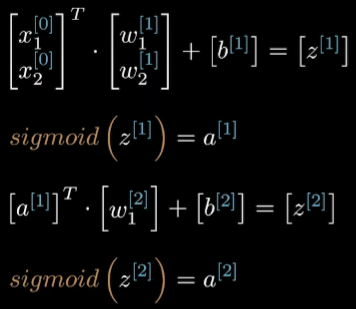 [x_1^{[0]} x_2^{[0]}]^T · [w_1^{[1]} w_2^{[1]}] + [b^{[1]}] = [z^{[1]}]
sigmoid(z^{[1]}) = a^{[1]}
[a^{[1]}]^T · [w_1^{[2]}] + [b^{[2]}] = [z^{[2]}]
sigmoid(z^{[2]}) = a^{[2]}